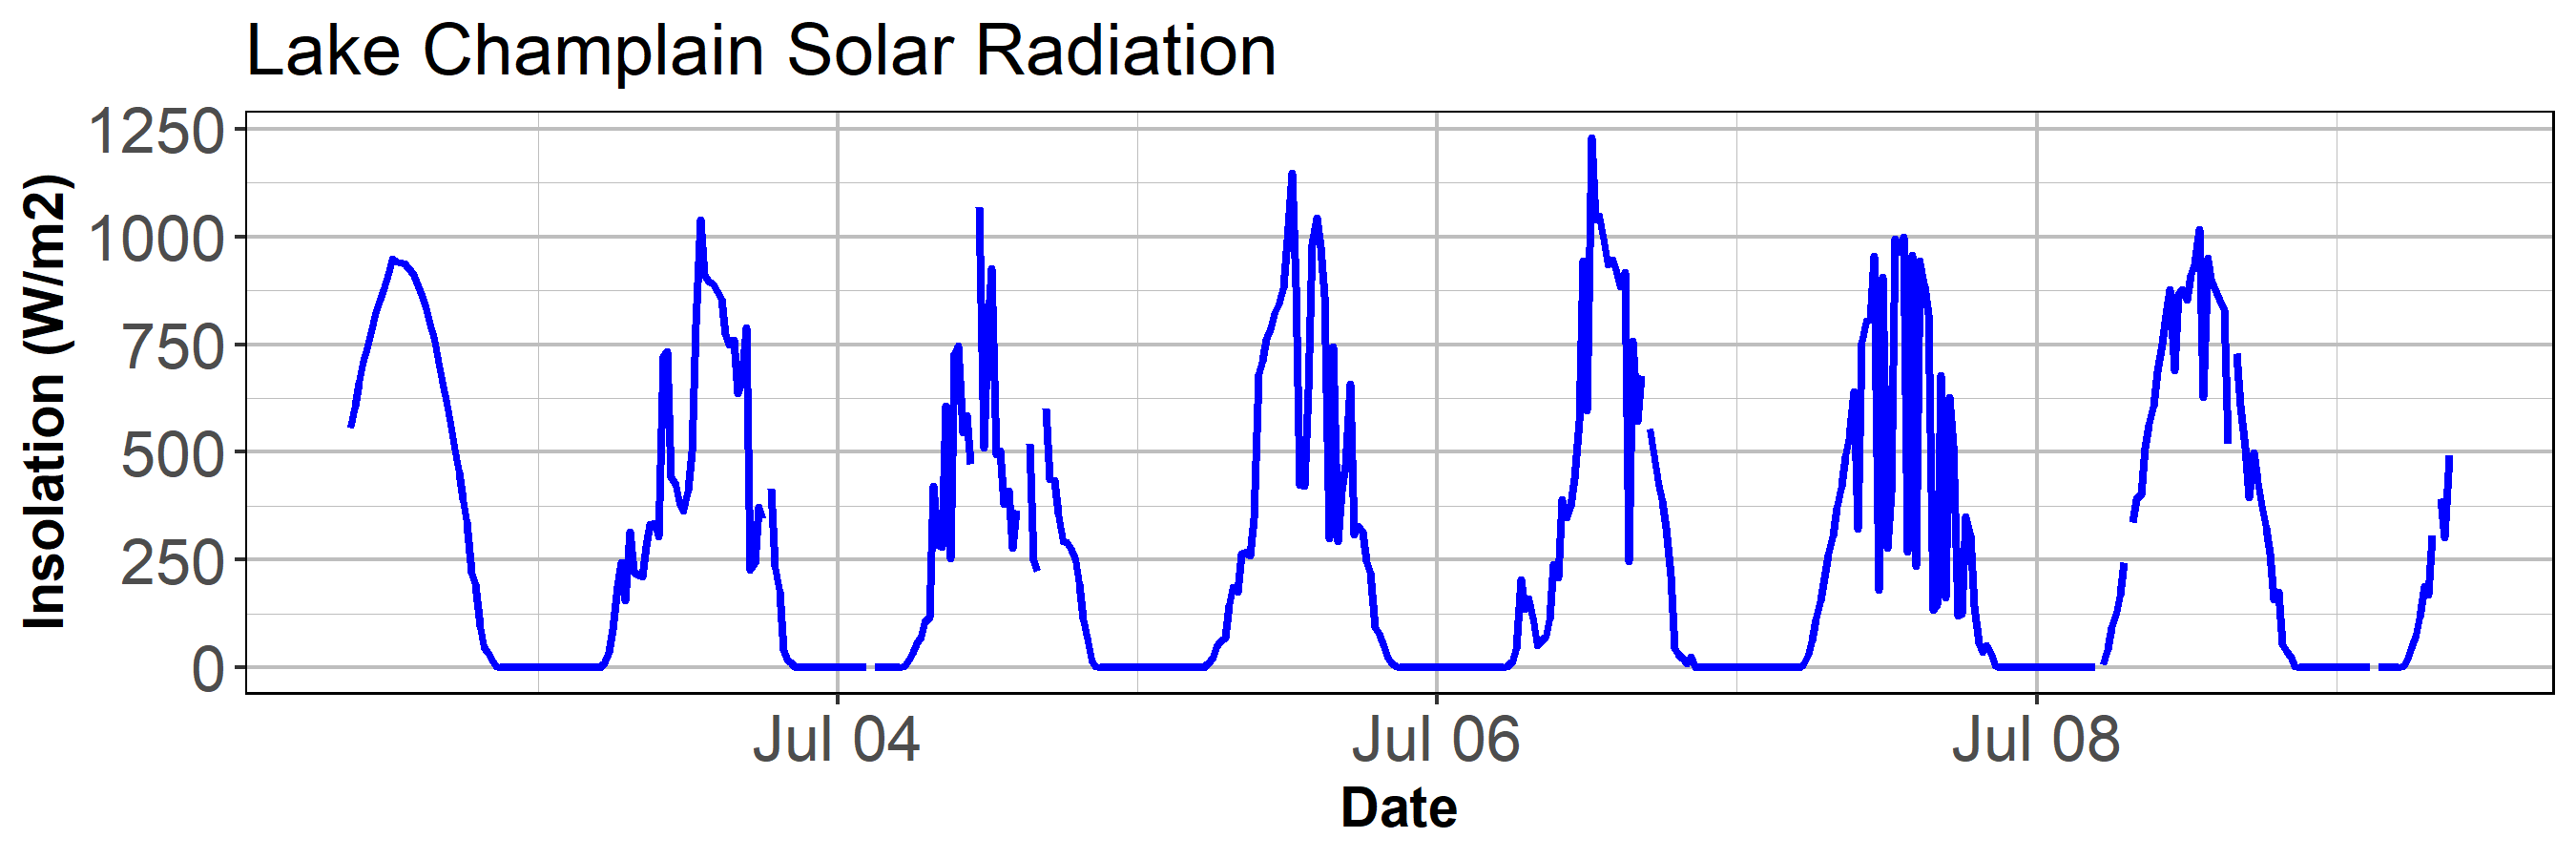 Lake Champlain Solar Radiation
1250
1000
750
500
250
0
Insolation (W/m2)
Jul 04
Jul 06
Jul 08
Date